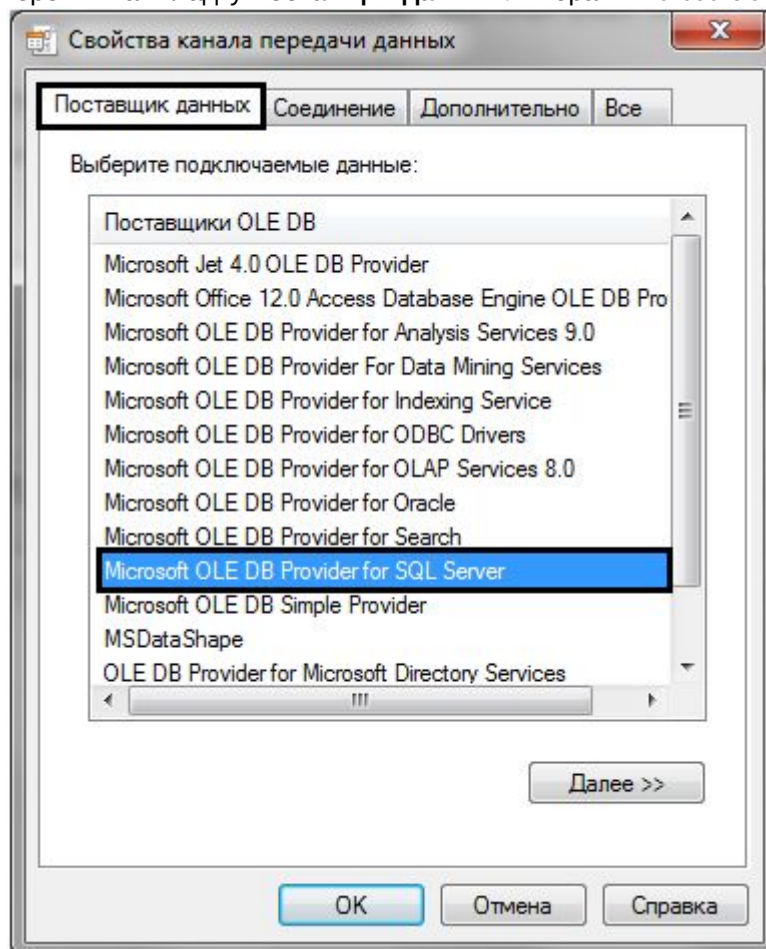 Свойства канала передачи данных
Поставщик данных Соединение Дополнительно Все
Выберите подключаемые данные:
Поставщики OLE DB
Microsoft Jet 4.0 OLE DB Provider
Microsoft Office 12.0 Access Database Engine OLE DB Pro
Microsoft OLE DB Provider for Analysis Services 9.0
Microsoft OLE DB Provider For Data Mining Services
Microsoft OLE DB Provider for Indexing Service
Microsoft OLE DB Provider for ODBC Drivers
Microsoft OLE DB Provider for OLAP Services 8.0
Microsoft OLE DB Provider for Oracle
Microsoft OLE DB Provider for Search
Microsoft OLE DB Provider for SQL Server
Microsoft OLE DB Simple Provider
MSDataShape
OLE DB Provider for Microsoft Directory Services
Далее >>
OK Отмена Справка